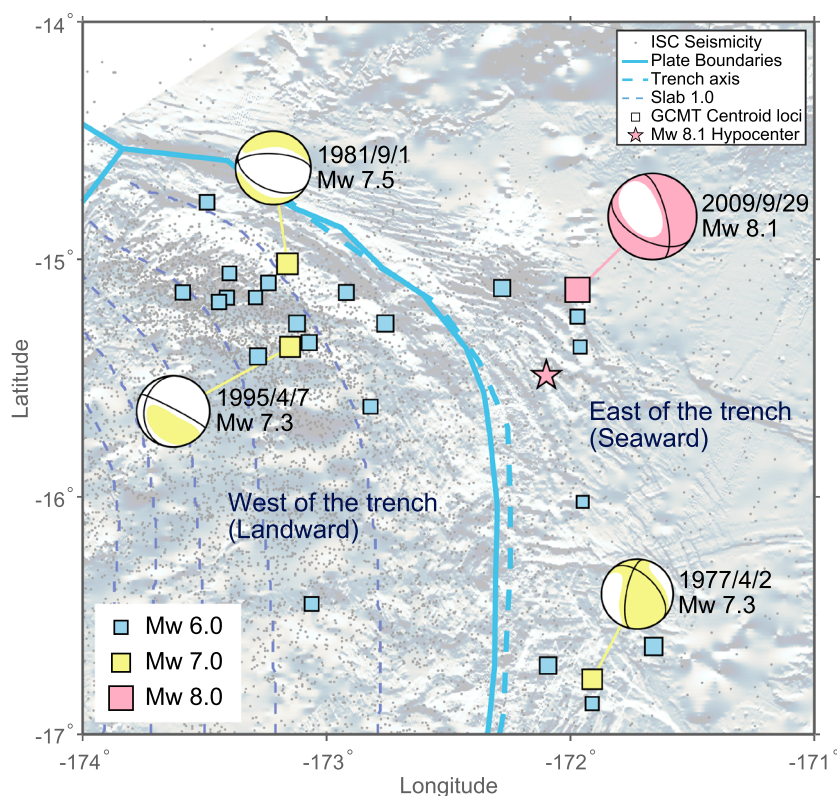 -14°
ISC Seismicity
Plate Boundaries
Trench axis
Slab 1.0
GCMT Centroid loci
Mw 8.1 Hypocenter
1981/9/1
Mw 7.5
2009/9/29
Mw 8.1
-15°
Latitude
1995/4/7
Mw 7.3
East of the trench
(Seaward)
-16°
West of the trench
(Landward)
1977/4/2
Mw 7.3
Mw 6.0
Mw 7.0
Mw 8.0
-17°
-174° -173° -172° -171°
Longitude